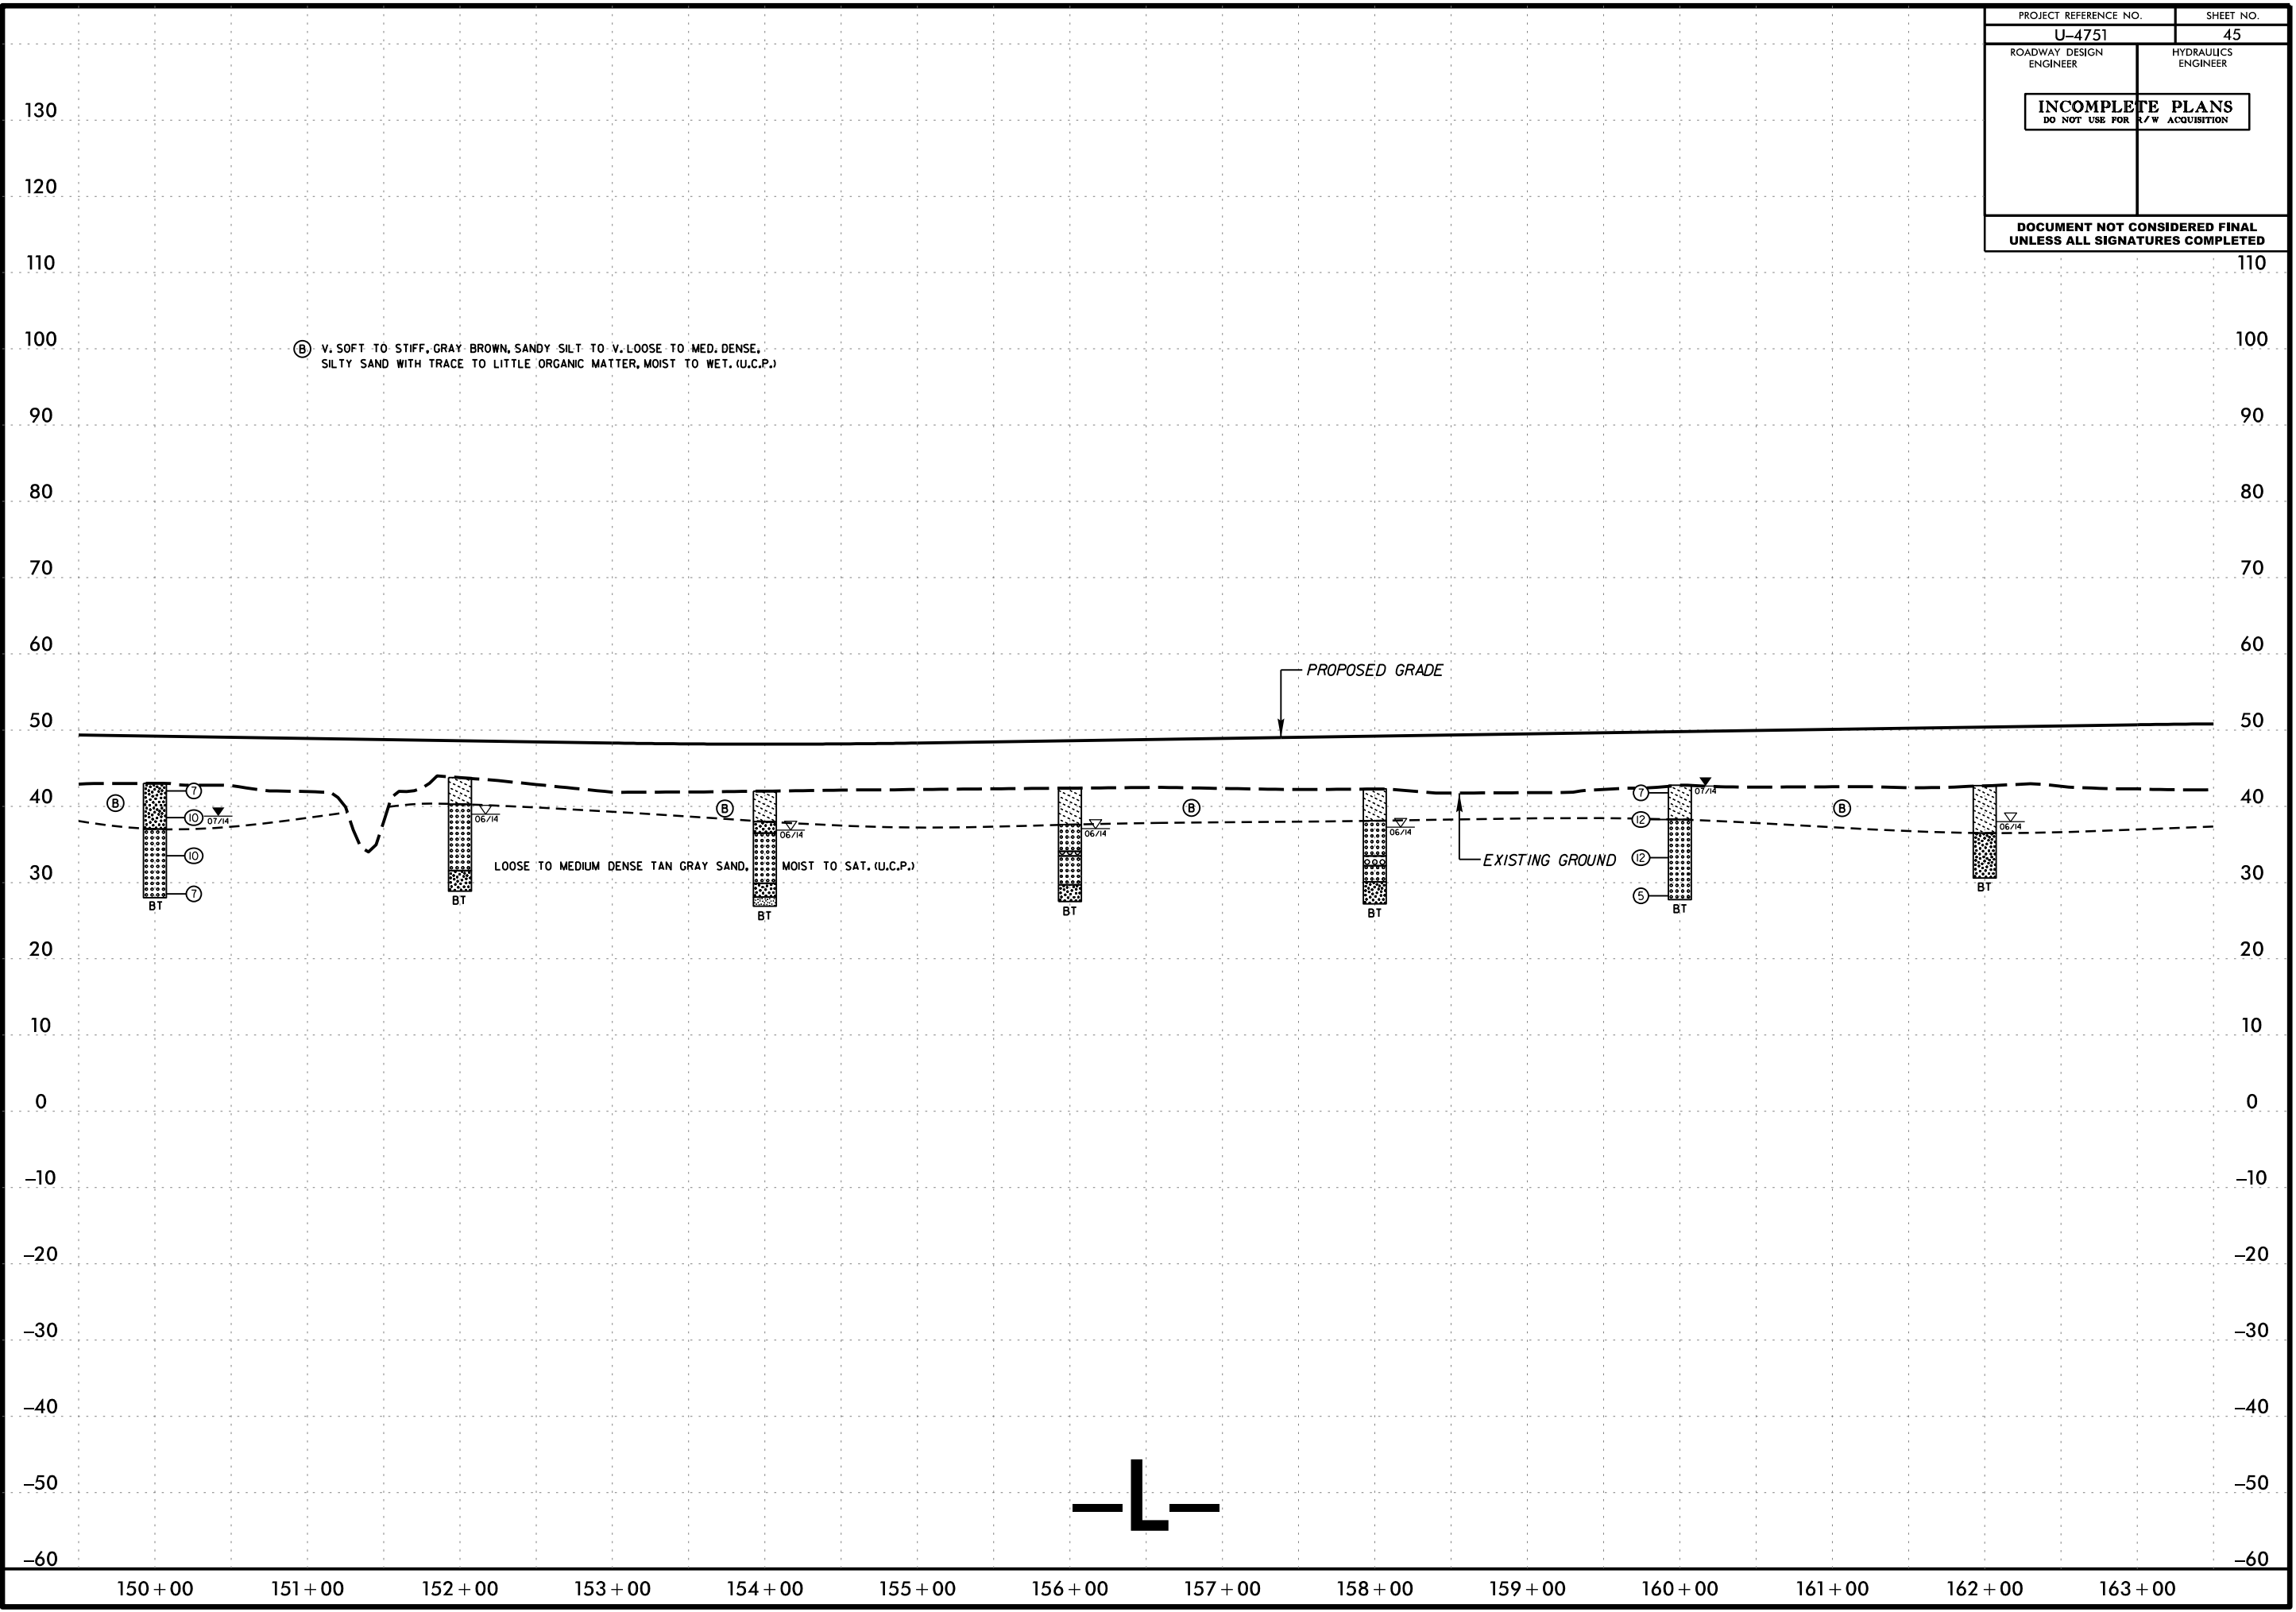 PROJECT REFERENCE NO. SHEET NO.
U–4751 45
ROADWAY DESIGN ENGINEER
HYDRAULICS ENGINEER
INCOMPLETE PLANS
DO NOT USE FOR R/W ACQUISITION
DOCUMENT NOT CONSIDERED FINAL
UNLESS ALL SIGNATURES COMPLETED
130
120
110 110
100 100
B V. SOFT TO STIFF, GRAY BROWN, SANDY SILT TO V. LOOSE TO MED. DENSE,
SILTY SAND WITH TRACE TO LITTLE ORGANIC MATTER, MOIST TO WET. (U.C.P.)
90 90
80 80
70 70
60 60
PROPOSED GRADE
50 50
7 7 07/14
40 B B B B 40
10 07/14 06/14 06/14 06/14 06/14 12 06/14
10 LOOSE TO MEDIUM DENSE TAN GRAY SAND, MOIST TO SAT. (U.C.P.) EXISTING GROUND 12
30 30
7 5
BT BT BT BT BT BT BT
20 20
10 10
0 0
–10 –10
–20 –20
–30 –30
–40 –40
–50 –50
–L–
–60 –60
150+00 151+00 152+00 153+00 154+00 155+00 156+00 157+00 158+00 159+00 160+00 161+00 162+00 163+00